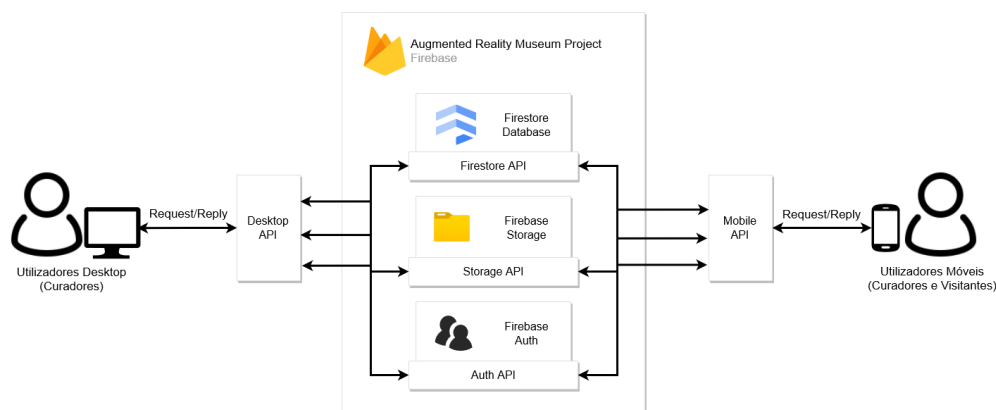 Augmented Reality Museum Project
Firebase
Firestore
Database
Firestore API
Request/Reply
Desktop
API
Firebase
Storage
Storage API
Mobile
API
Request/Reply
Utilizadores Desktop
(Curadores)
Utilizadores Móveis
(Curadores e Visitantes)
Firebase
Auth
Auth API